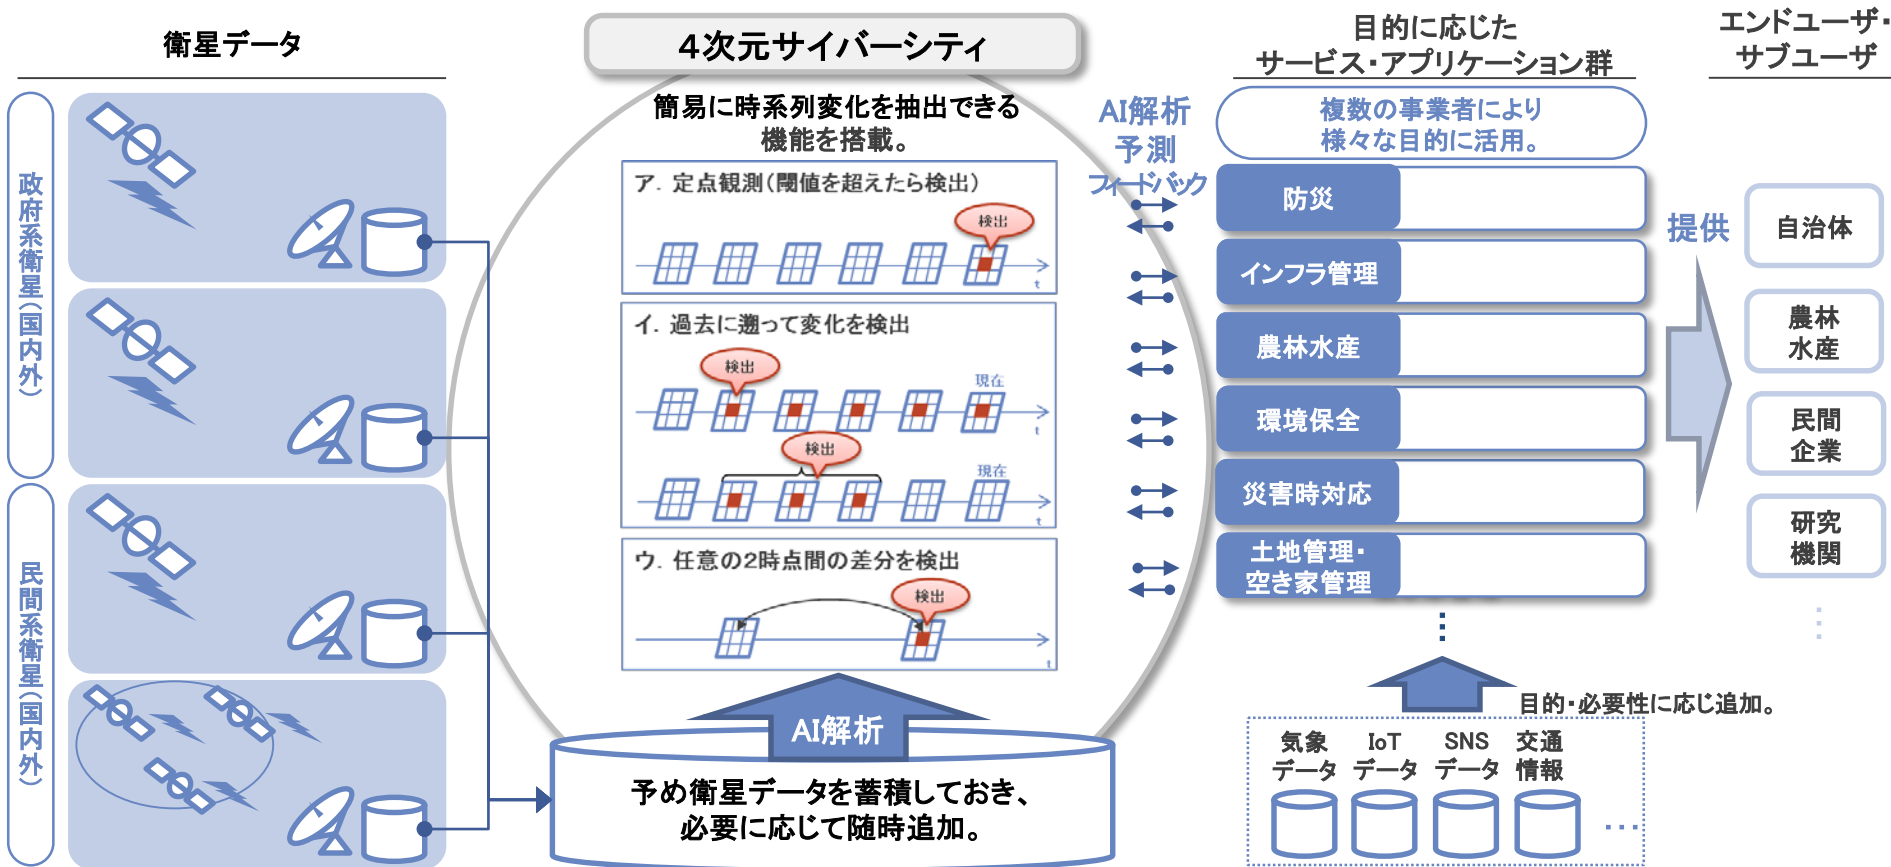 衛星データ
政府系衛星(国内外)
民間系衛星(国内外)
4次元サイバーシティ
簡易に時系列変化を抽出できる
機能を搭載。
ア. 定点観測(閾値を超えたら検出)
検出
t
イ. 過去に遡って変化を検出
検出
現在
t
検出
現在
t
ウ. 任意の2時点間の差分を検出
検出
t
AI解析
予め衛星データを蓄積しておき、
必要に応じて随時追加。
AI解析
予測
フィードバック
目的に応じた
サービス・アプリケーション群
複数の事業者により
様々な目的に活用。
防災
インフラ管理
農林水産
環境保全
災害時対応
土地管理・
空き家管理
⋮
目的・必要性に応じ追加。
気象
データ
IoT
データ
SNS
データ
交通
情報
…
提供
エンドユーザ・
サブユーザ
自治体
農林
水産
民間
企業
研究
機関
⋮